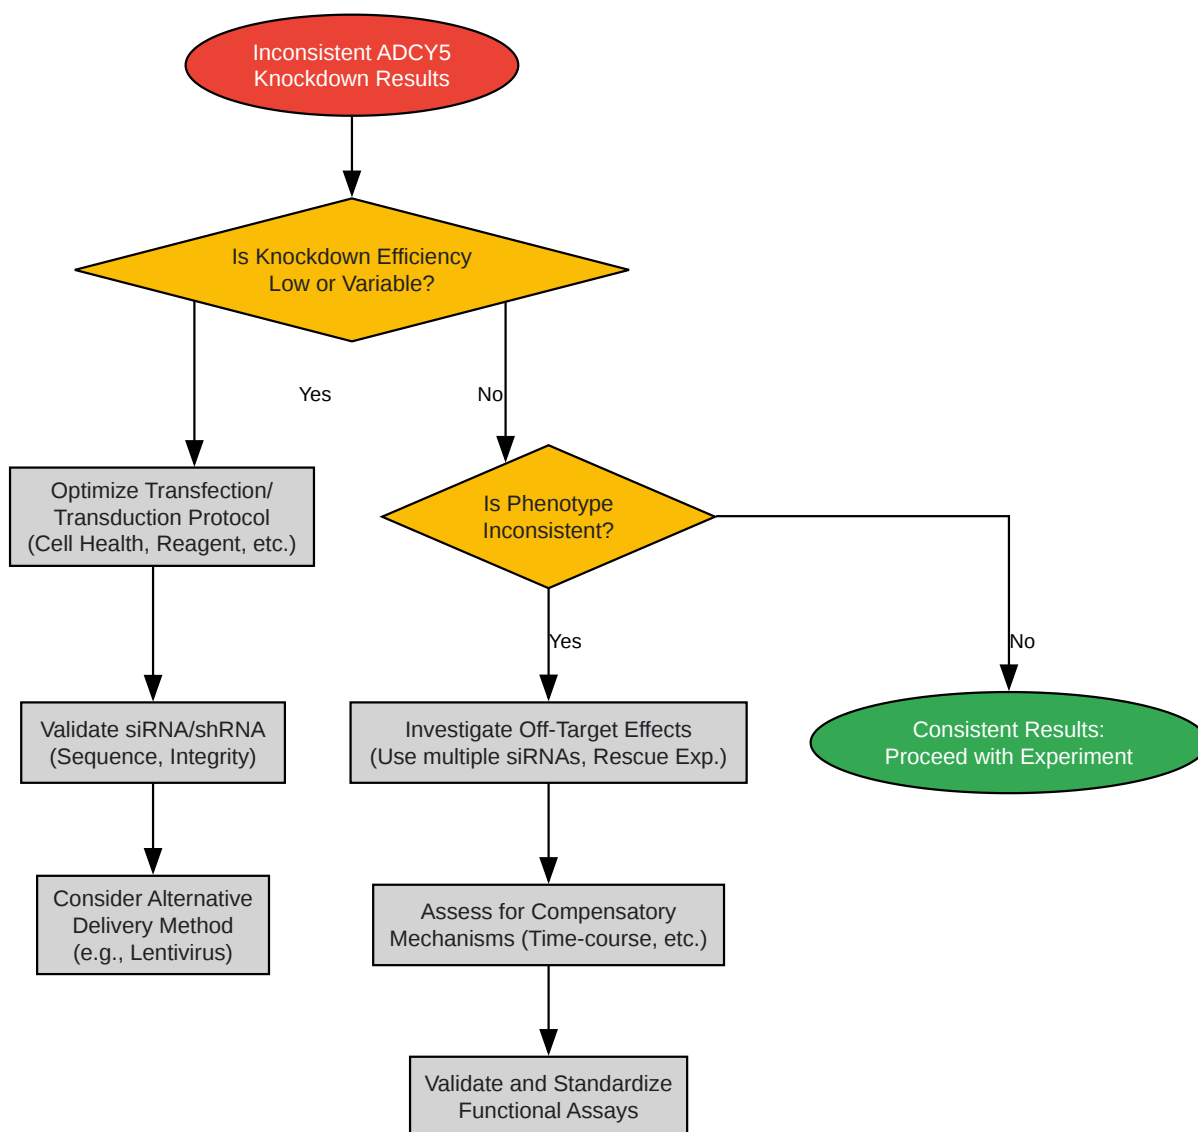 Inconsistent ADCY5
Knockdown Results
Is Knockdown Efficiency
Low or Variable?
Yes
No
Optimize Transfection/
Transduction Protocol
(Cell Health, Reagent, etc.)
Is Phenotype
Inconsistent?
Yes
No
Validate siRNA/shRNA
(Sequence, Integrity)
Investigate Off-Target Effects
(Use multiple siRNAs, Rescue Exp.)
Consistent Results:
Proceed with Experiment
Consider Alternative
Delivery Method
(e.g., Lentivirus)
Assess for Compensatory
Mechanisms (Time-course, etc.)
Validate and Standardize
Functional Assays